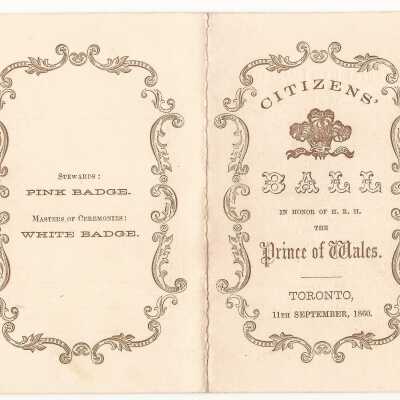 STEWARDS:
PINK BADGE.
MASTERS OF CEREMONIES:
WHITE BADGE.
CITIZENS'
BALL
IN HONOR OF H. R. H.
THE
Prince of Wales.
TORONTO,
11TH SEPTEMBER, 1860.